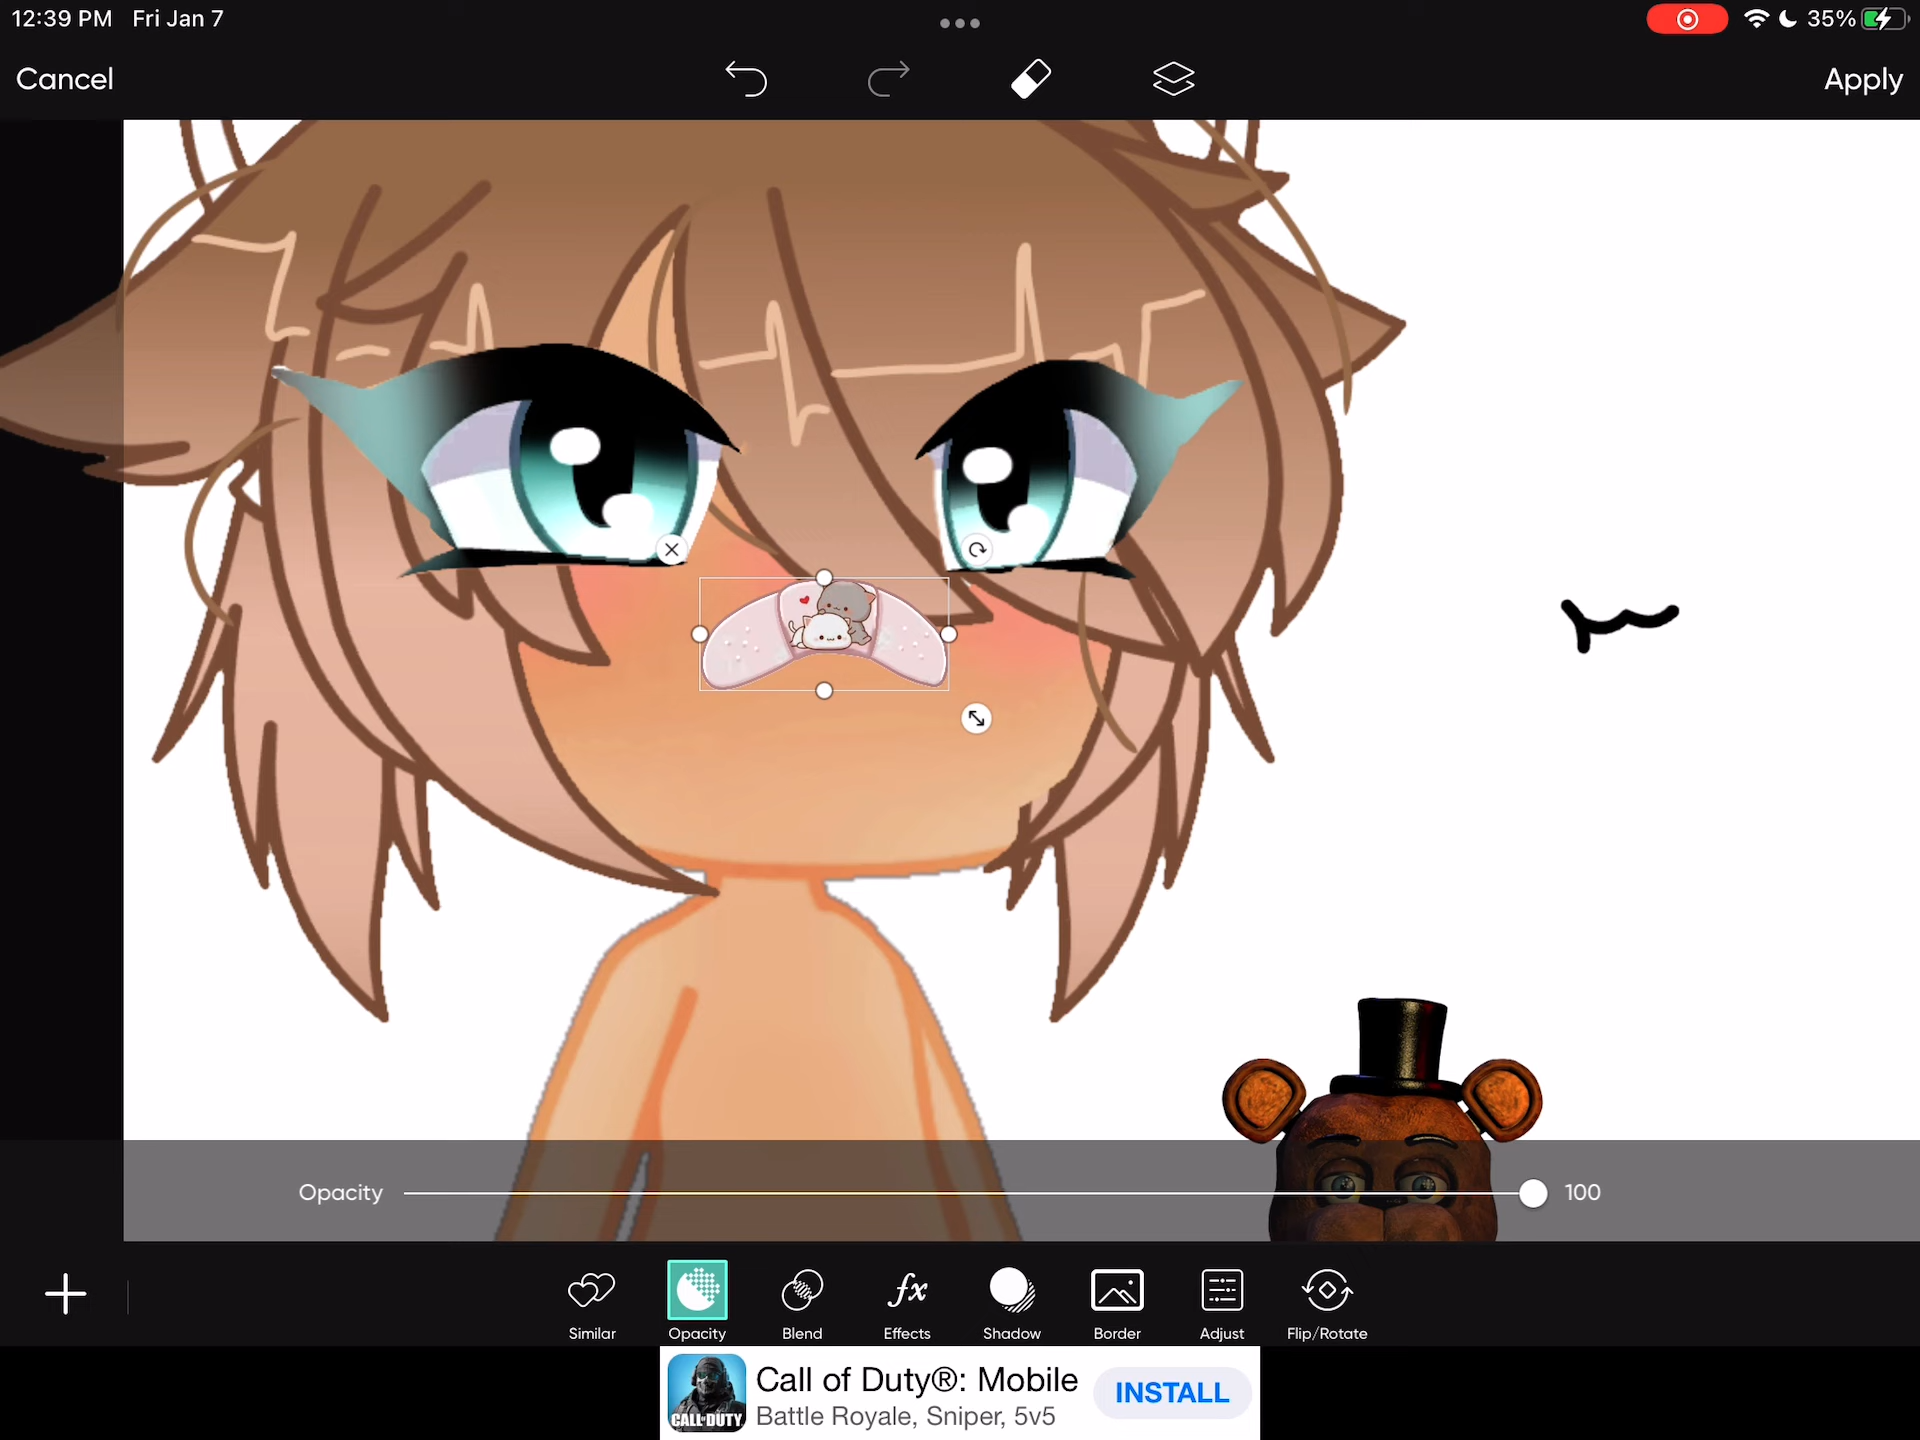 12:39 PM Fri Jan 7
35%
Cancel
Apply
Opacity 100
Similar
Opacity
Blend
fx
Effects
Shadow
Border
Adjust
Flip/Rotate
CALL OF DUTY
Call of Duty®: Mobile
Battle Royale, Sniper, 5v5
INSTALL